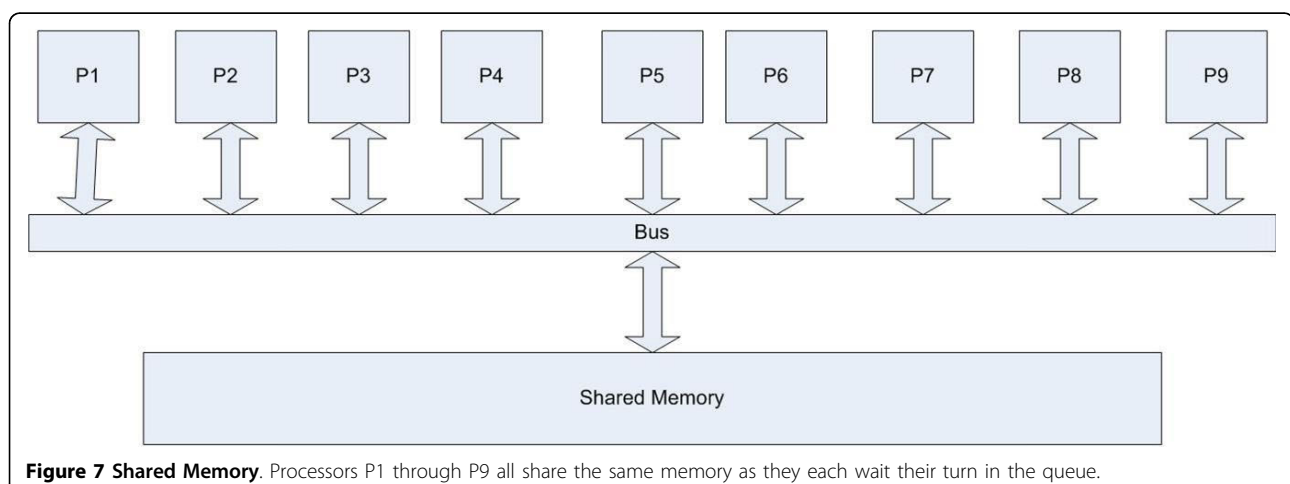 P1 P2 P3 P4 P5 P6 P7 P8 P9
Bus
Shared Memory
Figure 7 Shared Memory. Processors P1 through P9 all share the same memory as they each wait their turn in the queue.